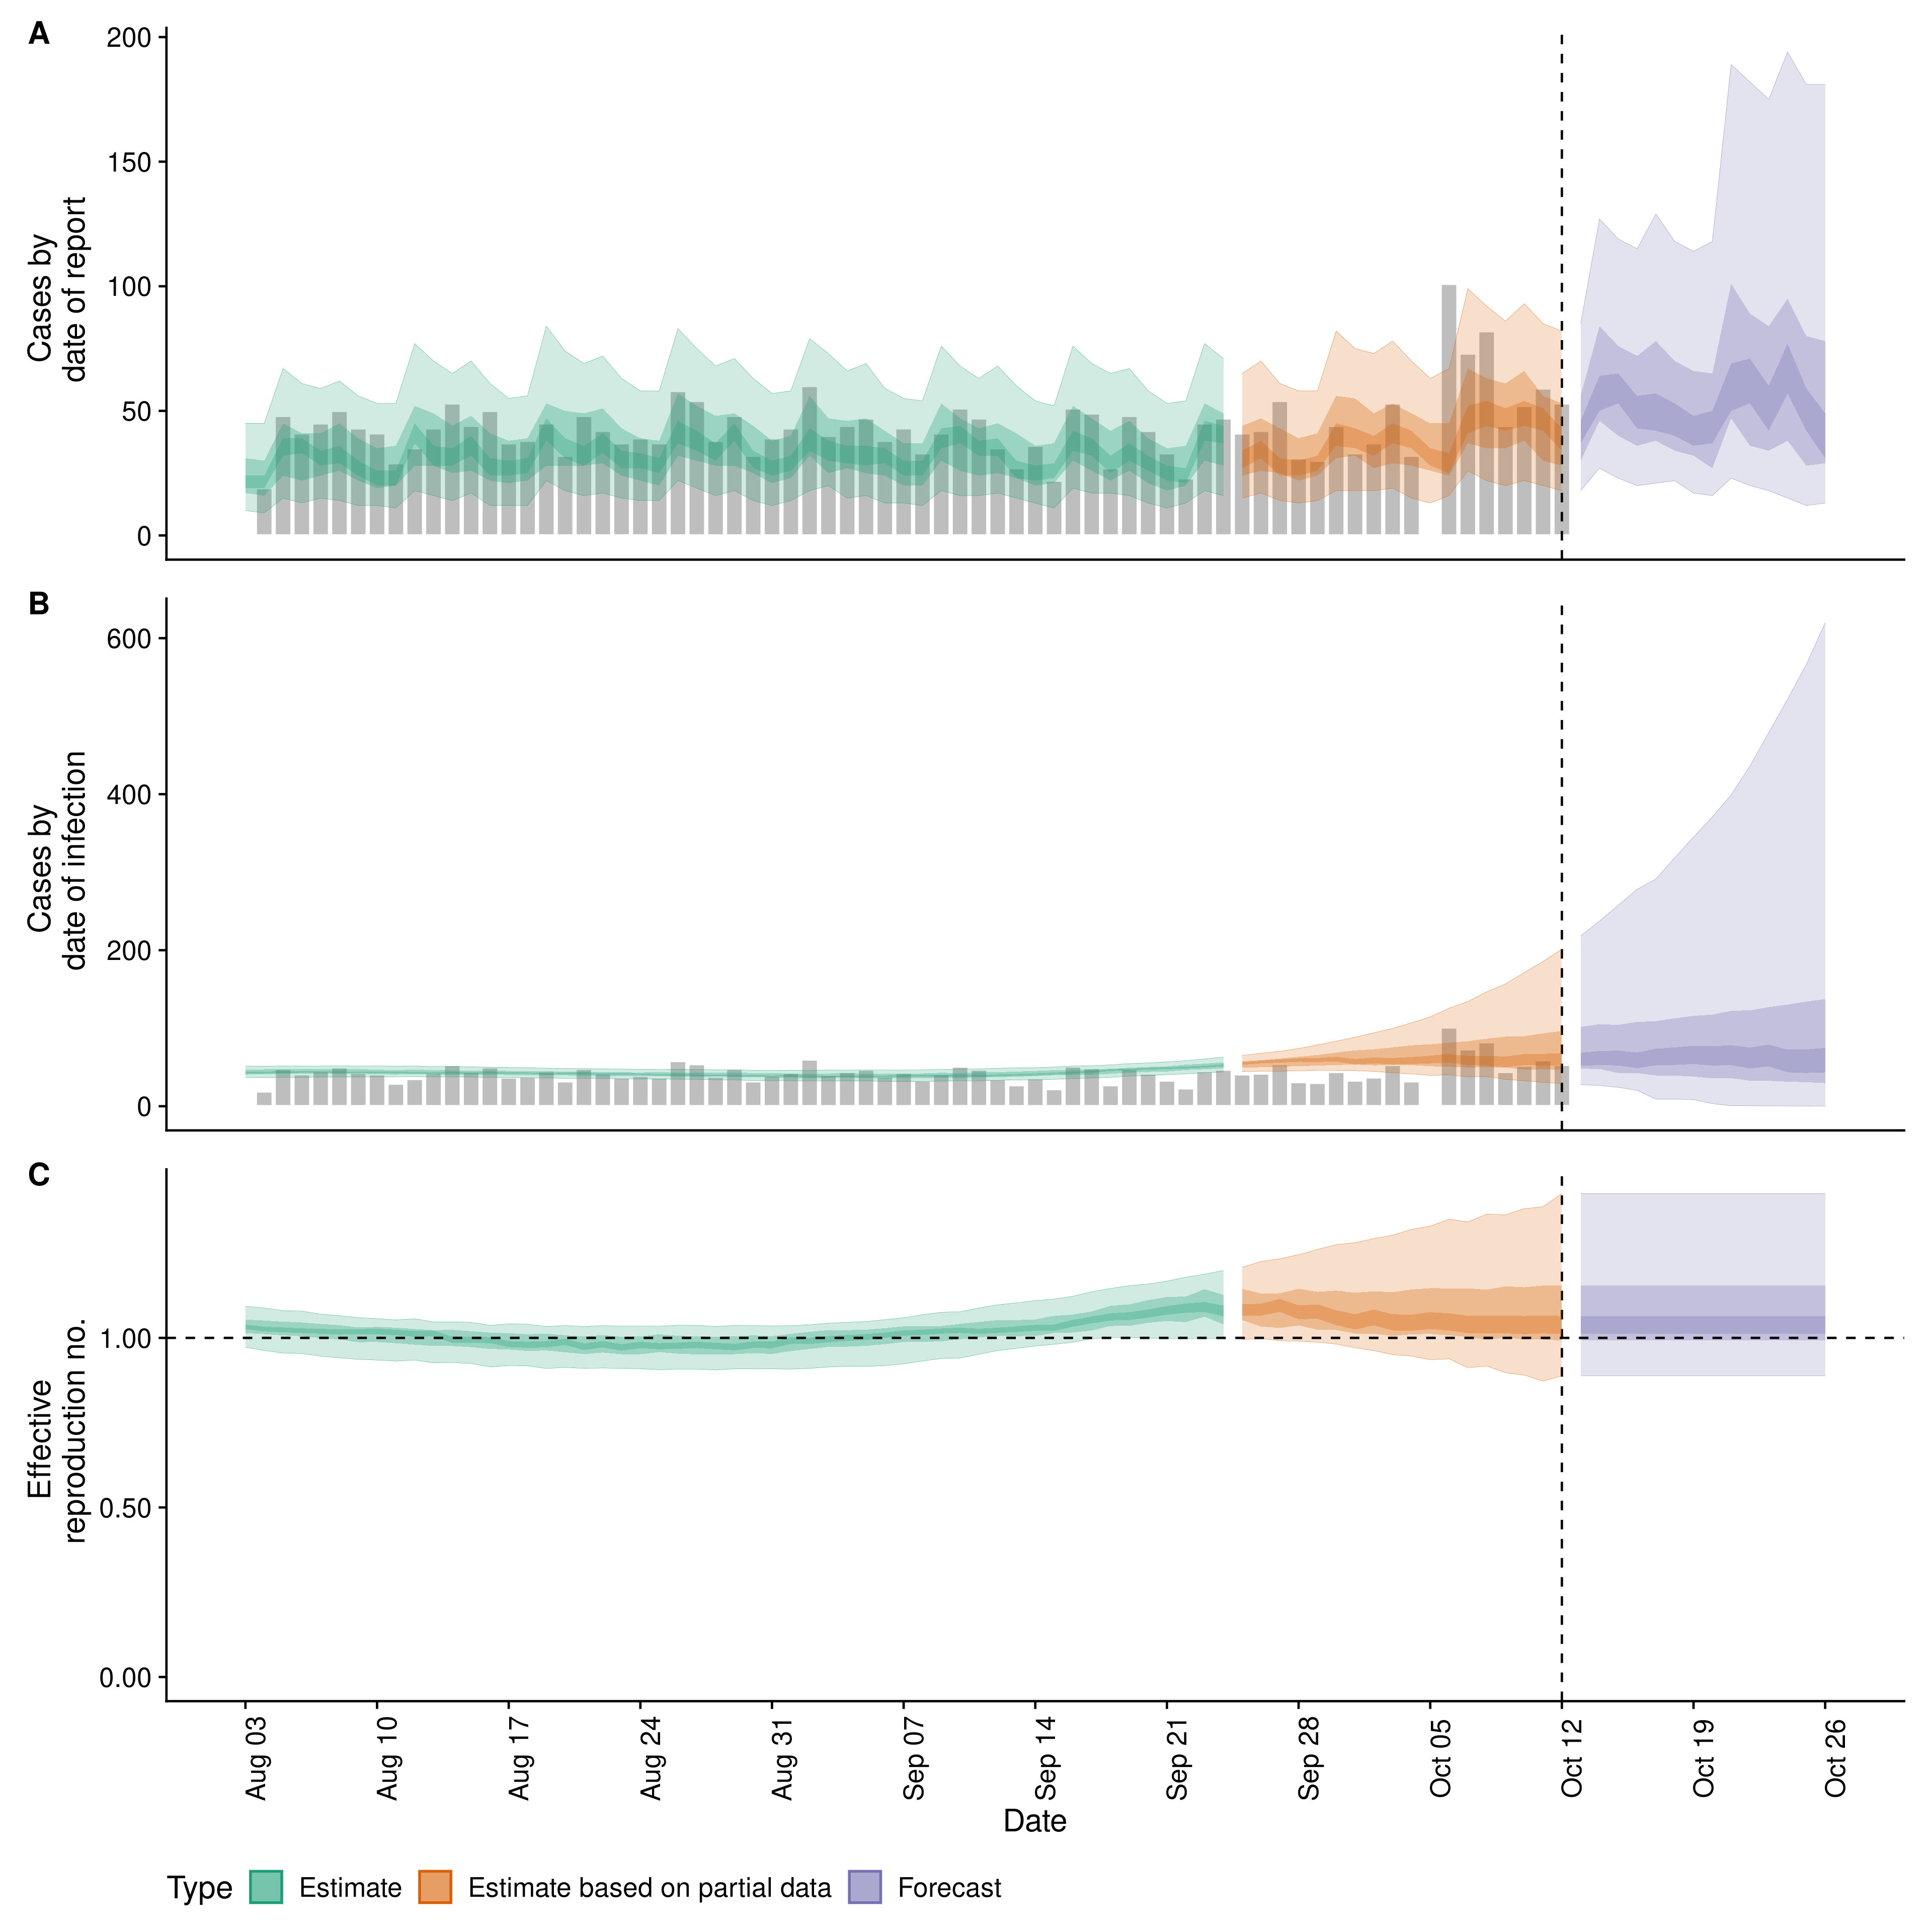 A
200
150
100
50
0
Cases by
date of report
B
600
400
200
0
Cases by
date of infection
C
1.00
0.50
0.00
Effective
reproduction no.
Aug 03
Aug 10
Aug 17
Aug 24
Aug 31
Sep 07
Sep 14
Sep 21
Sep 28
Oct 05
Oct 12
Oct 19
Oct 26
Date
Type Estimate Estimate based on partial data Forecast